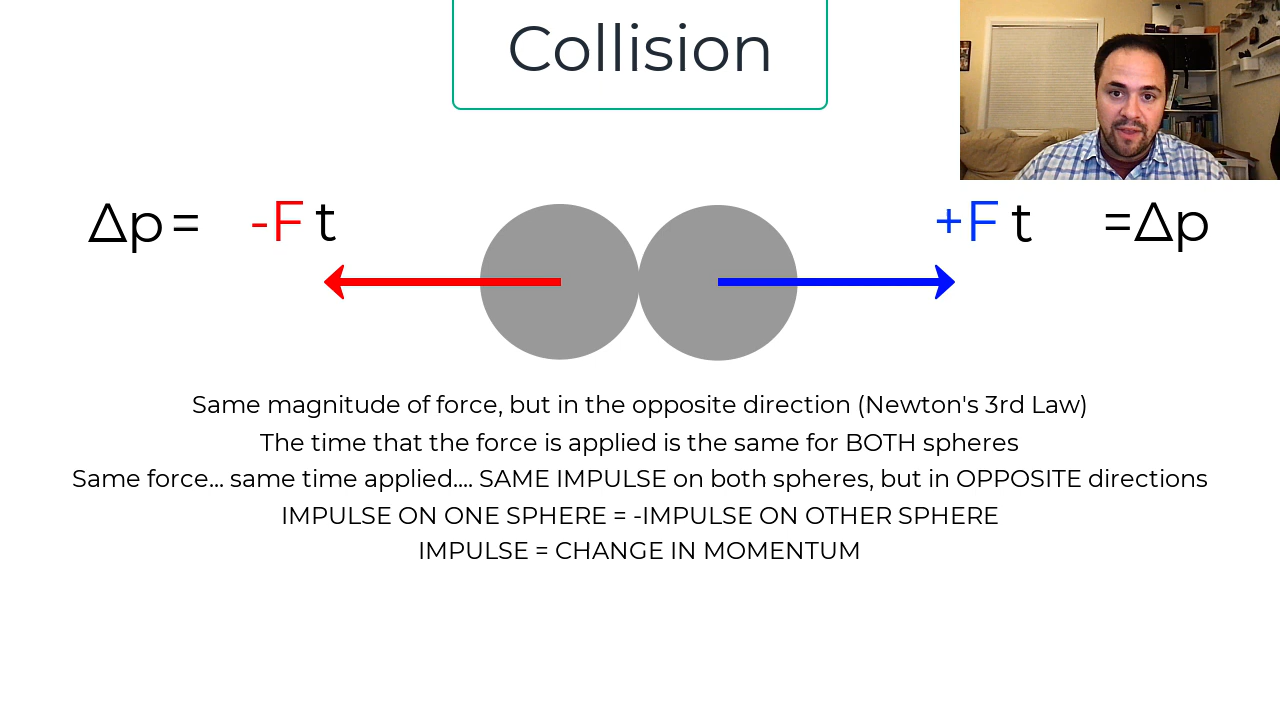 Collision
Δp = -F t +F t =Δp
Same magnitude of force, but in the opposite direction (Newton's 3rd Law)
The time that the force is applied is the same for BOTH spheres
Same force... same time applied.... SAME IMPULSE on both spheres, but in OPPOSITE directions
IMPULSE ON ONE SPHERE = -IMPULSE ON OTHER SPHERE
IMPULSE = CHANGE IN MOMENTUM